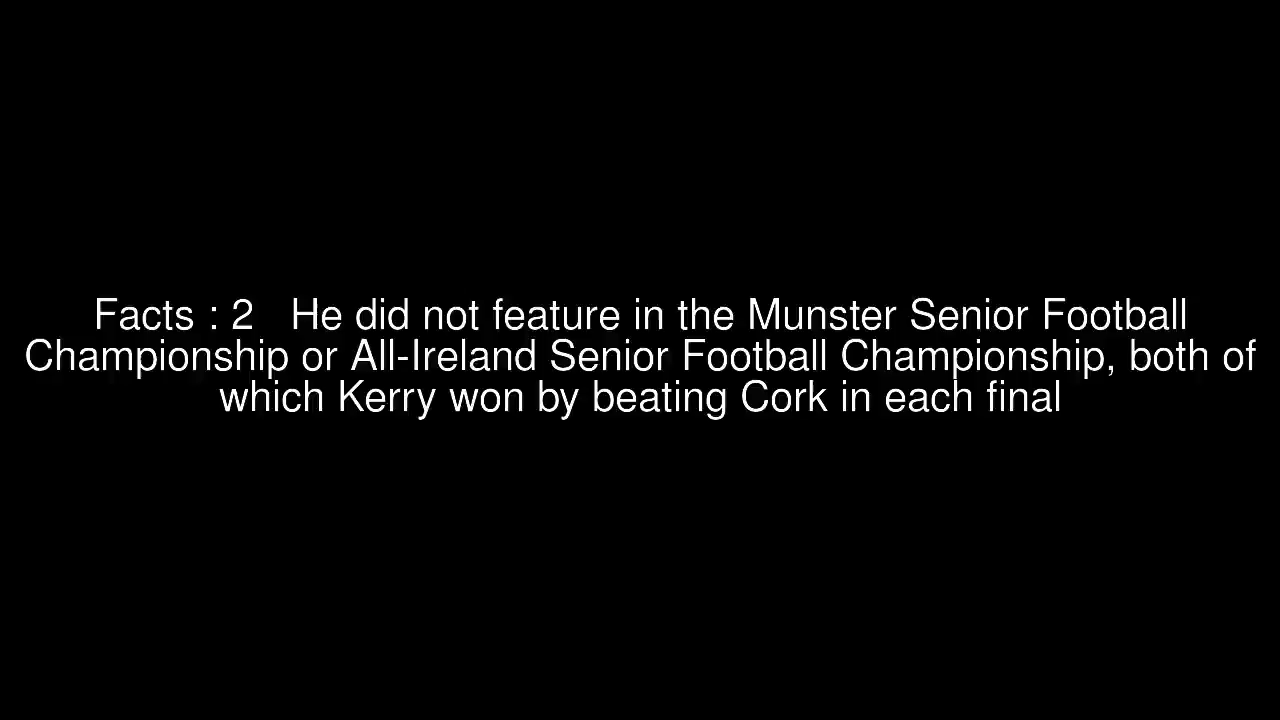 Facts : 2   He did not feature in the Munster Senior Football
Championship or All-Ireland Senior Football Championship, both of
which Kerry won by beating Cork in each final